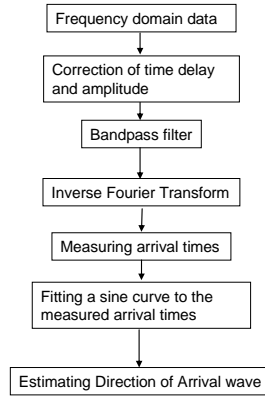 Frequency domain data
Correction of time delay
and amplitude
Bandpass filter
Inverse Fourier Transform
Measuring arrival times
Fitting a sine curve to the
measured arrival times
Estimating Direction of Arrival wave